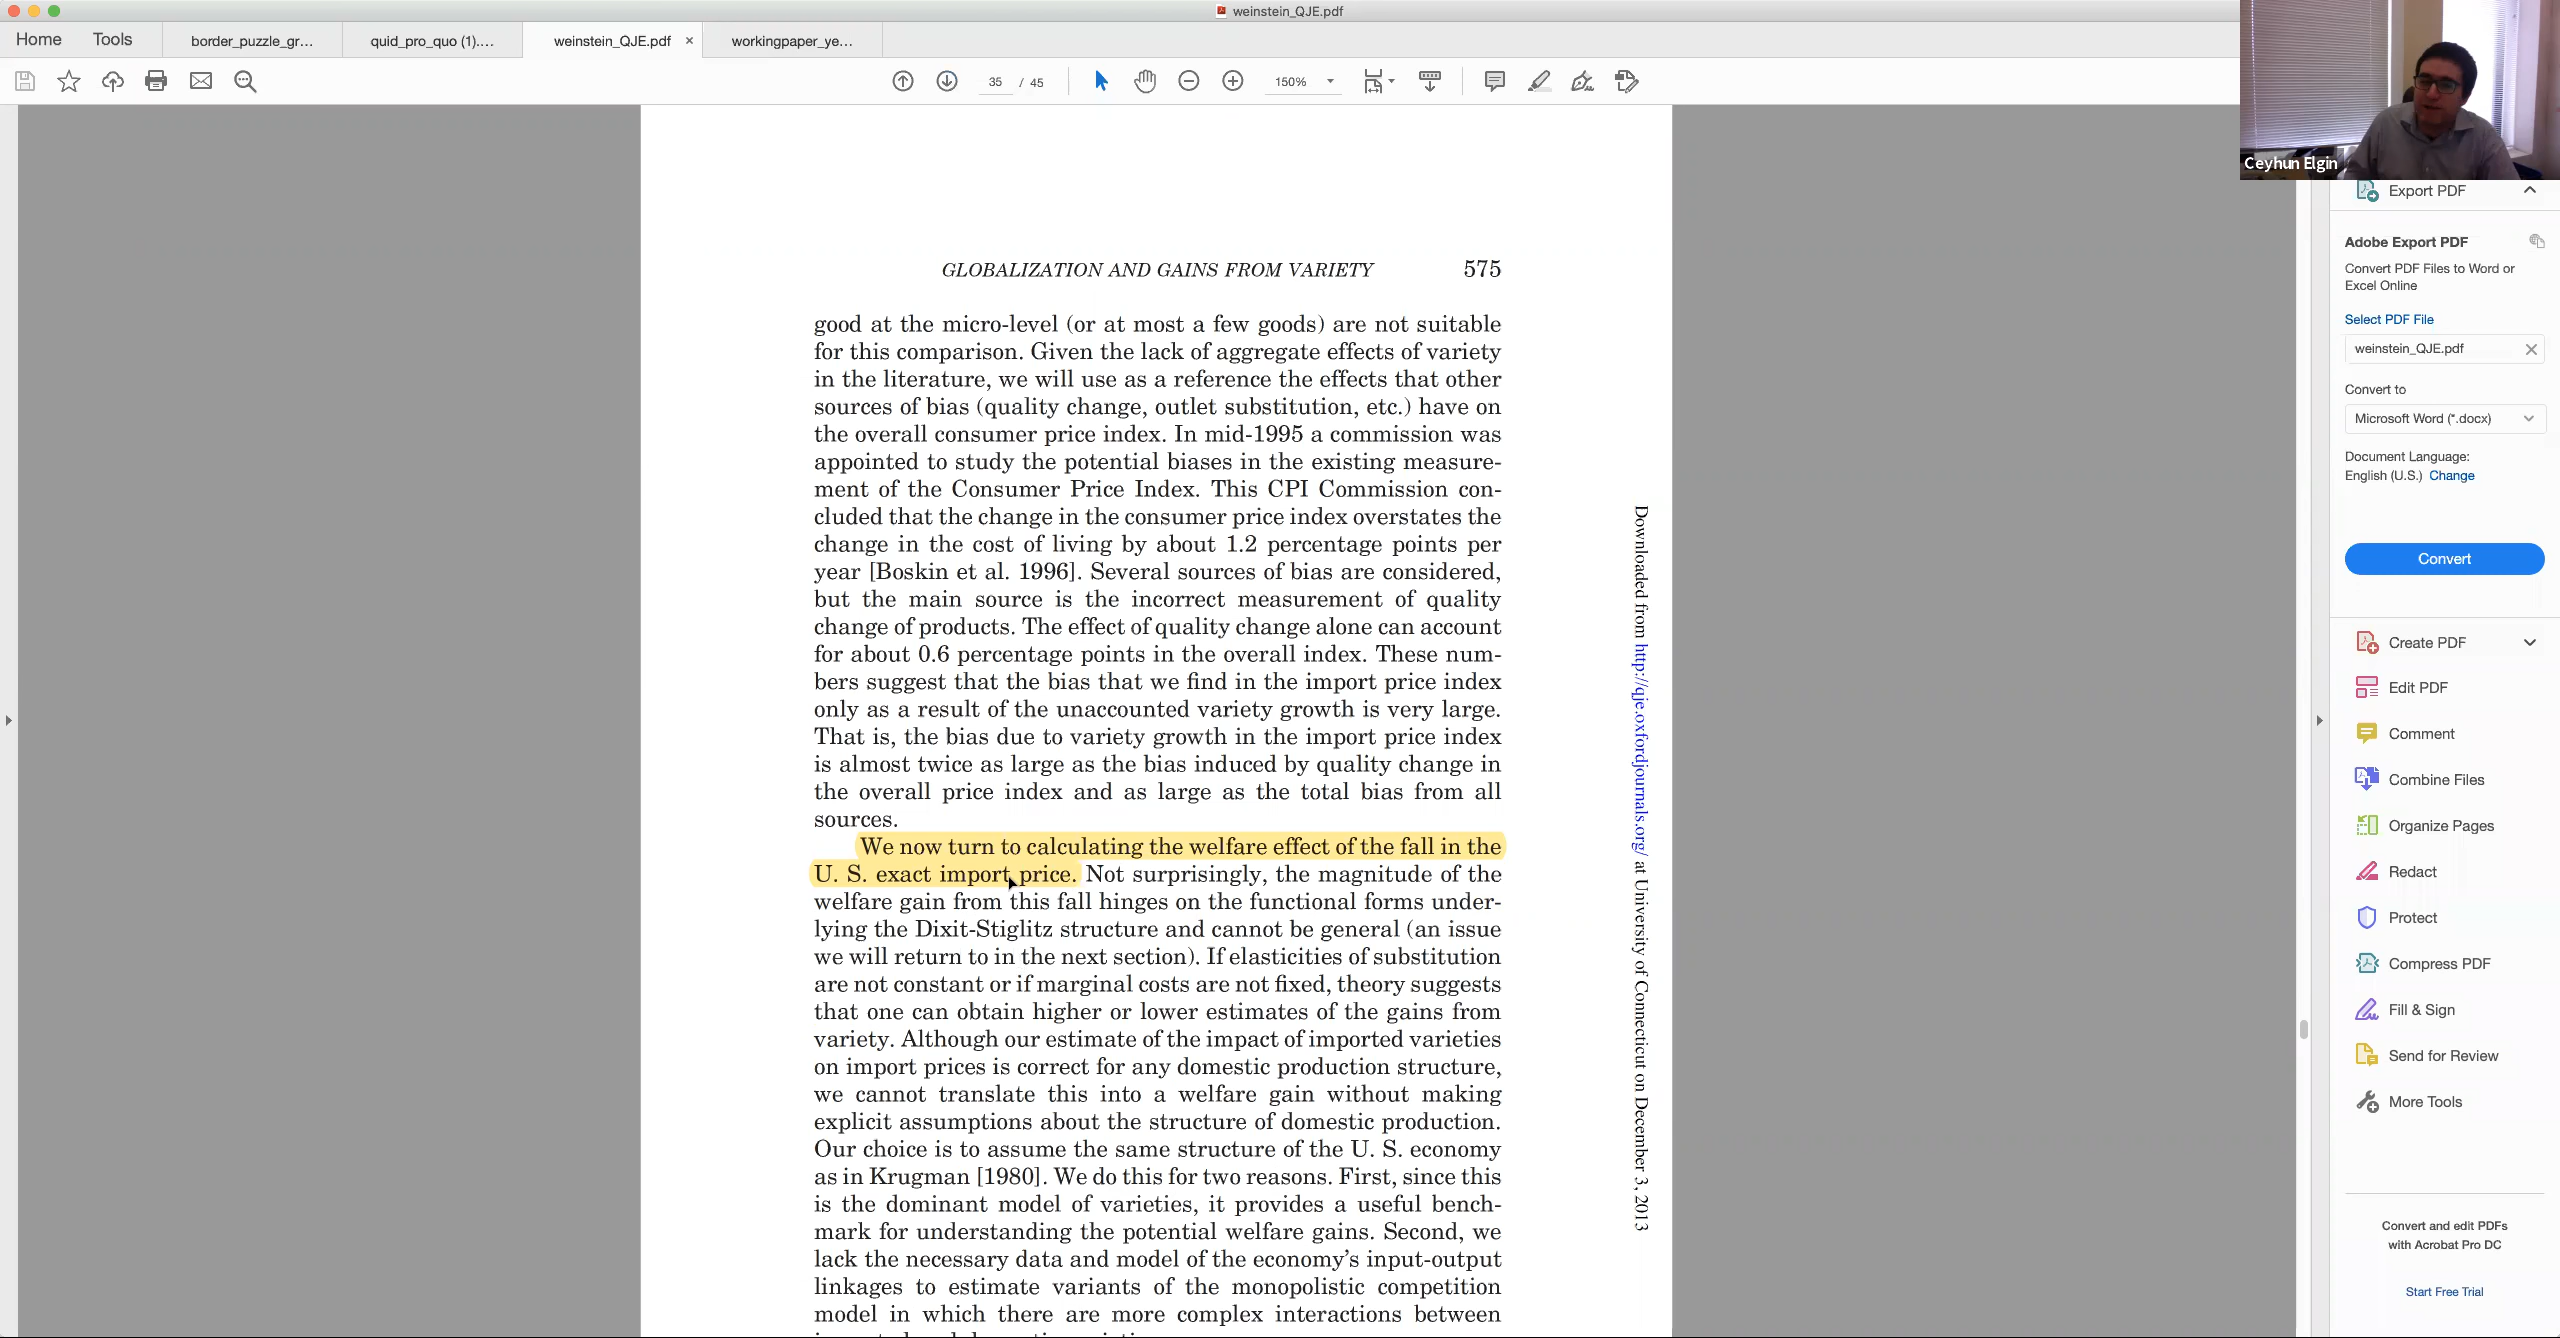 weinstein_QJE.pdf
Home Tools border_puzzle_gr... quid_pro_quo (1).... weinstein_QJE.pdf × workingpaper_ye...
35 / 45 150%
Ceyhun Elgin
GLOBALIZATION AND GAINS FROM VARIETY 575
good at the micro-level (or at most a few goods) are not suitable
for this comparison. Given the lack of aggregate effects of variety
in the literature, we will use as a reference the effects that other
sources of bias (quality change, outlet substitution, etc.) have on
the overall consumer price index. In mid-1995 a commission was
appointed to study the potential biases in the existing measure-
ment of the Consumer Price Index. This CPI Commission con-
cluded that the change in the consumer price index overstates the
change in the cost of living by about 1.2 percentage points per
year [Boskin et al. 1996]. Several sources of bias are considered,
but the main source is the incorrect measurement of quality
change of products. The effect of quality change alone can account
for about 0.6 percentage points in the overall index. These num-
bers suggest that the bias that we find in the import price index
only as a result of the unaccounted variety growth is very large.
That is, the bias due to variety growth in the import price index
is almost twice as large as the bias induced by quality change in
the overall price index and as large as the total bias from all
sources.
We now turn to calculating the welfare effect of the fall in the
U. S. exact import price. Not surprisingly, the magnitude of the
welfare gain from this fall hinges on the functional forms under-
lying the Dixit-Stiglitz structure and cannot be general (an issue
we will return to in the next section). If elasticities of substitution
are not constant or if marginal costs are not fixed, theory suggests
that one can obtain higher or lower estimates of the gains from
variety. Although our estimate of the impact of imported varieties
on import prices is correct for any domestic production structure,
we cannot translate this into a welfare gain without making
explicit assumptions about the structure of domestic production.
Our choice is to assume the same structure of the U. S. economy
as in Krugman [1980]. We do this for two reasons. First, since this
is the dominant model of varieties, it provides a useful bench-
mark for understanding the potential welfare gains. Second, we
lack the necessary data and model of the economy's input-output
linkages to estimate variants of the monopolistic competition
model in which there are more complex interactions between
Downloaded from http://qje.oxfordjournals.org/ at University of Connecticut on December 3, 2013
Export PDF
Adobe Export PDF
Convert PDF Files to Word or
Excel Online
Select PDF File
weinstein_QJE.pdf
Convert to
Microsoft Word (*.docx)
Document Language:
English (U.S.) Change
Convert
Create PDF
Edit PDF
Comment
Combine Files
Organize Pages
Redact
Protect
Compress PDF
Fill & Sign
Send for Review
More Tools
Convert and edit PDFs
with Acrobat Pro DC
Start Free Trial